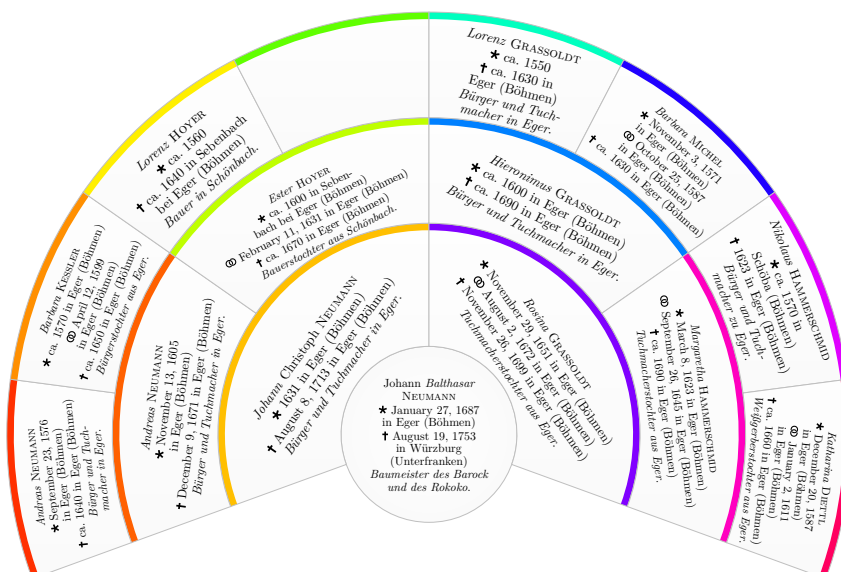 Johann Balthasar
NEUMANN
★ January 27, 1687
in Eger (Böhmen)
✝ August 19, 1753
in Würzburg
(Unterfranken)
Baumeister des Barock
und des Rokoko.
Johann Christoph NEUMANN
★ 1631 in Eger (Böhmen)
✝ August 8, 1713 in Eger (Böhmen)
Bürger und Tuchmacher in Eger.
Rosina GRASSOLDT
★ November 29, 1651 in Eger (Böhmen)
⚭ August 2, 1672 in Eger (Böhmen)
✝ November 26, 1699 in Eger (Böhmen)
Tuchmacherstochter aus Eger.
Andreas NEUMANN
★ November 13, 1605
in Eger (Böhmen)
✝ December 9, 1671 in Eger (Böhmen)
Bürger und Tuchmacher in Eger.
Ester HOYER
★ ca. 1600 in Seben-
bach bei Eger (Böhmen)
⚭ February 11, 1631 in Eger (Böhmen)
✝ ca. 1670 in Eger (Böhmen)
Bauerstochter aus Schönbach.
Hieronimus GRASSOLDT
★ ca. 1600 in Eger (Böhmen)
✝ ca. 1690 in Eger (Böhmen)
Bürger und Tuchmacher in Eger.
Margaretha HAMMERSCHMID
★ March 8, 1623 in Eger (Böhmen)
⚭ September 26, 1645 in Eger (Böhmen)
✝ ca. 1690 in Eger (Böhmen)
Tuchmacherstochter aus Eger.
Andreas NEUMANN
★ September 23, 1576
in Eger (Böhmen)
✝ ca. 1640 in Eger (Böhmen)
Bürger und Tuch-
macher in Eger.
Barbara KESSLER
★ ca. 1570 in Eger (Böhmen)
⚭ April 12, 1599
in Eger (Böhmen)
✝ ca. 1650 in Eger (Böhmen)
Bürgerstochter aus Eger.
Lorenz HOYER
★ ca. 1560
✝ ca. 1640 in Sebenbach
bei Eger (Böhmen)
Bauer in Schönbach.
Lorenz GRASSOLDT
★ ca. 1550
✝ ca. 1630 in
Eger (Böhmen)
Bürger und Tuch-
macher in Eger.
Barbara MICHEL
★ November 3, 1571
in Eger (Böhmen)
⚭ October 25, 1587
in Eger (Böhmen)
✝ ca. 1630 in Eger (Böhmen)
Nikolaus HAMMERSCHMID
★ ca. 1570 in
Schöba (Böhmen)
✝ 1623 in Eger (Böhmen)
Bürger und Tuch-
macher zu Eger.
Katharina DIETTL
★ December 20, 1587
in Eger (Böhmen)
⚭ January 2, 1611
in Eger (Böhmen)
✝ ca. 1660 in Eger (Böhmen)
Weißgerberstochter aus Eger.